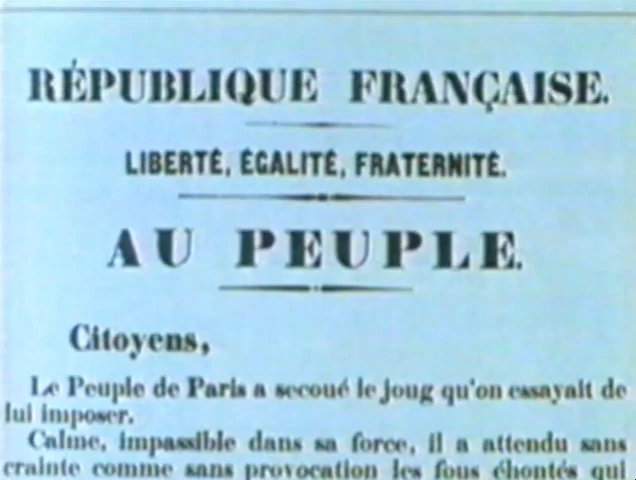 RÉPUBLIQUE FRANÇAISE.
LIBERTÉ, ÉGALITÉ, FRATERNITÉ.
AU PEUPLE.
Citoyens,
Le Peuple de Paris a secoué le joug qu'on essayait de
lui imposer.
Calme, impassible dans sa force, il a attendu sans
crainte comme sans provocation les fous éhontés qui